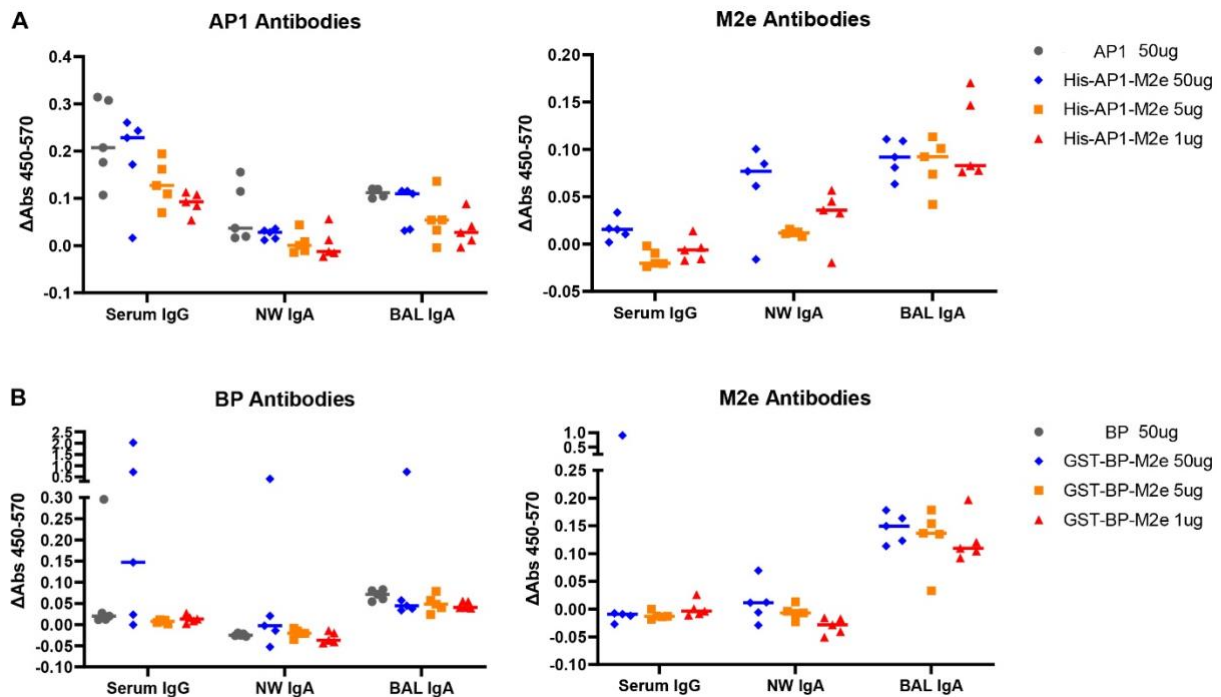 A
AP1 Antibodies
ΔAbs 450-570
0.4
0.3
0.2
0.1
0.0
-0.1
Serum IgG
NW IgA
BAL IgA
M2e Antibodies
ΔAbs 450-570
0.20
0.15
0.10
0.05
0.00
-0.05
Serum IgG
NW IgA
BAL IgA
AP1 50ug
His-AP1-M2e 50ug
His-AP1-M2e 5ug
His-AP1-M2e 1ug
B
BP Antibodies
ΔAbs 450-570
2.5
2.0
1.5
1.0
0.5
0.30
0.25
0.20
0.15
0.10
0.05
0.00
-0.05
-0.10
Serum IgG
NW IgA
BAL IgA
M2e Antibodies
ΔAbs 450-570
1.0
0.5
0.25
0.20
0.15
0.10
0.05
0.00
-0.05
-0.10
Serum IgG
NW IgA
BAL IgA
BP 50ug
GST-BP-M2e 50ug
GST-BP-M2e 5ug
GST-BP-M2e 1ug